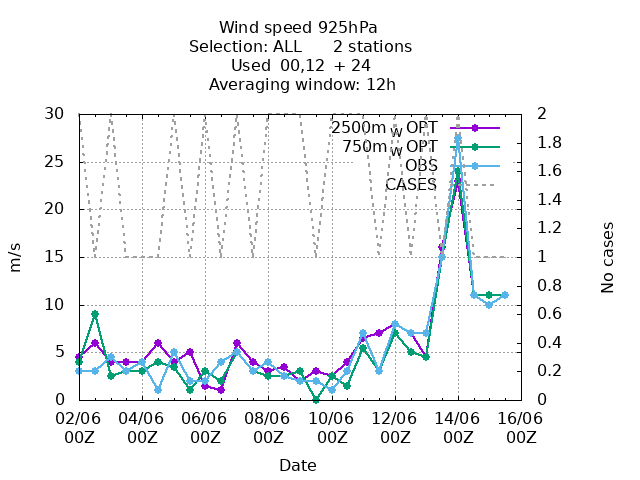 Wind speed 925hPa
Selection: ALL 2 stations
Used 00,12 + 24
Averaging window: 12h
30
25
20
15
10
5
0
2
1.8
1.6
1.4
1.2
1
0.8
0.6
0.4
0.2
0
2500m W OPT
750m W OPT
OBS
CASES
m/s
No cases
02/06 04/06 06/06 08/06 10/06 12/06 14/06 16/06
00Z 00Z 00Z 00Z 00Z 00Z 00Z 00Z
Date